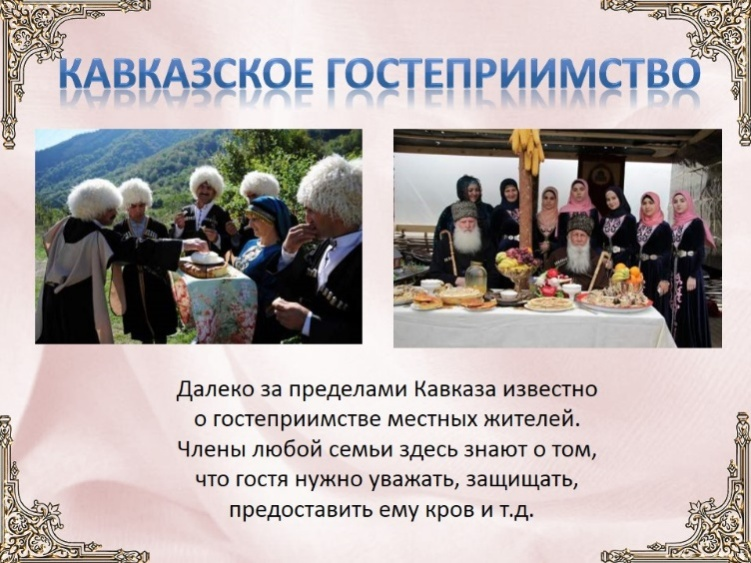 КАВКАЗСКОЕ ГОСТЕПРИИМСТВО
Далеко за пределами Кавказа известно
о гостеприимстве местных жителей.
Члены любой семьи здесь знают о том,
что гостя нужно уважать, защищать,
предоставить ему кров и т.д.